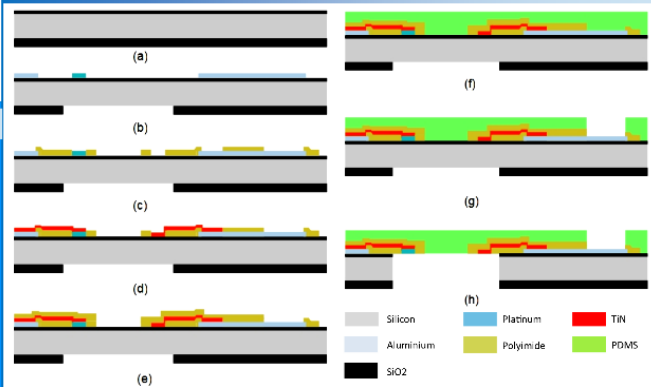 (a)
(b)
(c)
(d)
(e)
(f)
(g)
(h)
Silicon
Platinum
TiN
Aluminium
Polyimide
PDMS
SiO2